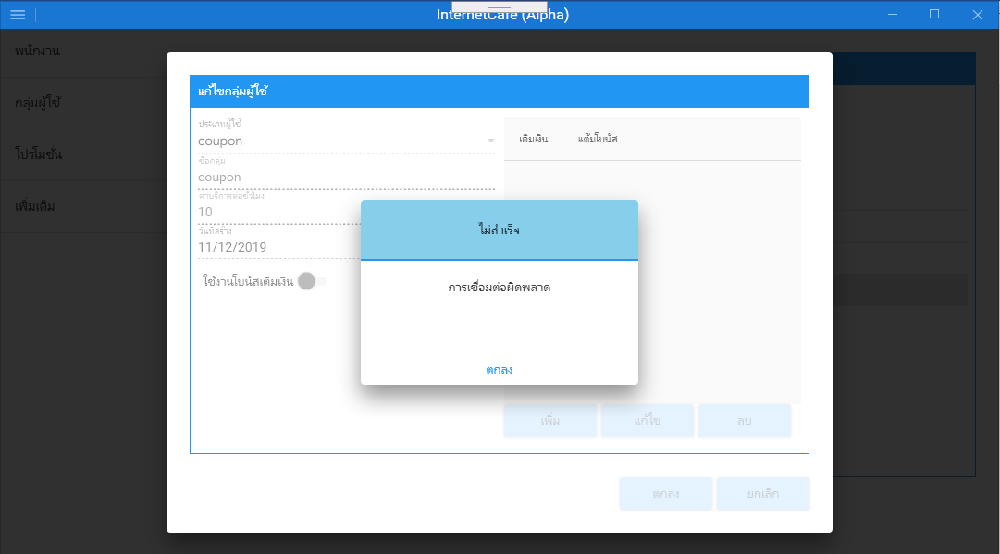 InternetCafe (Alpha)
พนักงาน
กลุ่มผู้ใช้
โปรโมชั่น
เพิ่มเติม
แก้ไขกลุ่มผู้ใช้
ประเภทผู้ใช้
coupon
ชื่อกลุ่ม
coupon
ค่าบริการต่อชั่วโมง
10
วันที่สร้าง
11/12/2019
ใช้งานโบนัสเติมเงิน
เติมเงิน แต้มโบนัส
ไม่สำเร็จ
การเชื่อมต่อผิดพลาด
ตกลง
เพิ่ม แก้ไข ลบ
ตกลง ยกเลิก